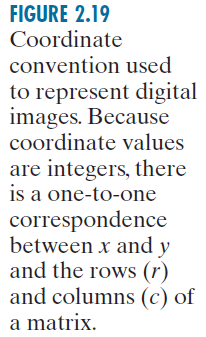 FIGURE 2.19
Coordinate
convention used
to represent digital
images. Because
coordinate values
are integers, there
is a one-to-one
correspondence
between x and y
and the rows (r)
and columns (c) of
a matrix.